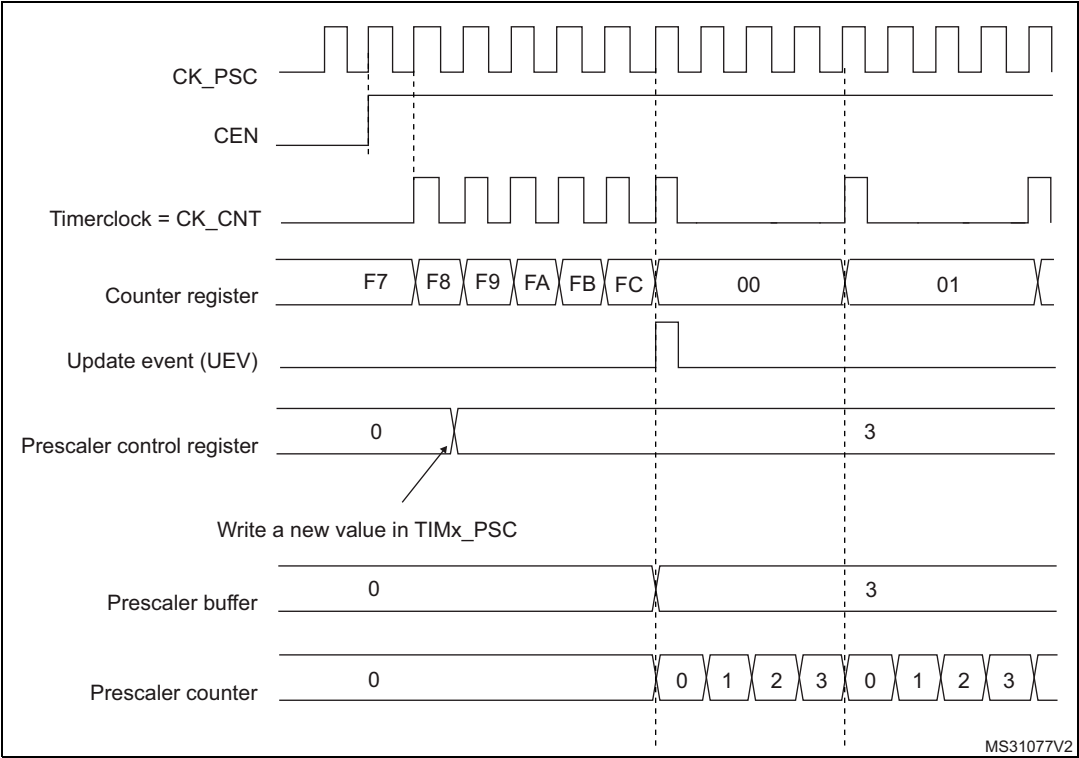 CK_PSC
CEN
Timerclock = CK_CNT
Counter register F7 F8 F9 FA FB FC 00 01
Update event (UEV)
Prescaler control register 0 3
Write a new value in TIMx_PSC
Prescaler buffer 0 3
Prescaler counter 0 0 1 2 3 0 1 2 3
MS31077V2